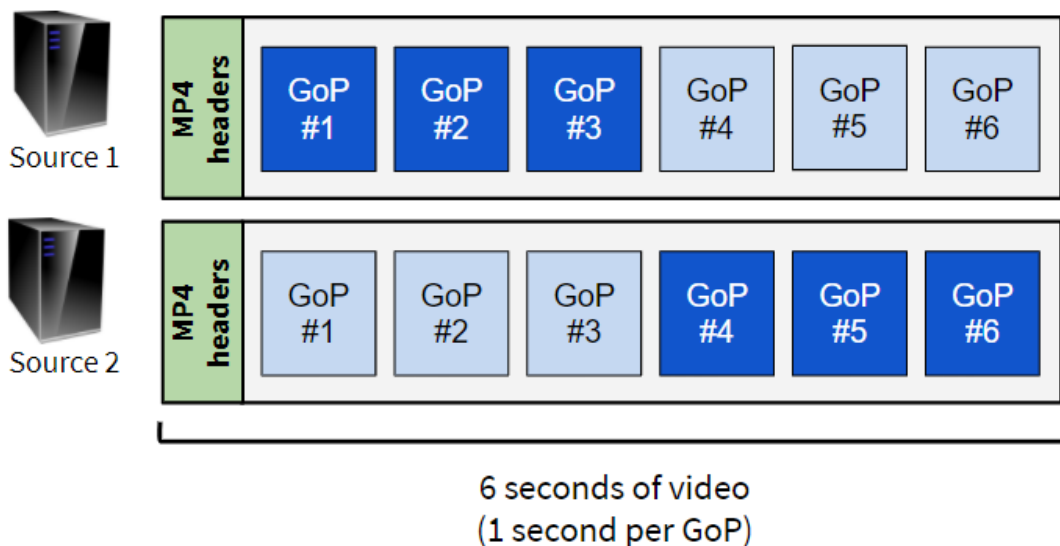 MP4
headers
GoP
#1
GoP
#2
GoP
#3
GoP
#4
GoP
#5
GoP
#6
Source 1
MP4
headers
GoP
#1
GoP
#2
GoP
#3
GoP
#4
GoP
#5
GoP
#6
Source 2
6 seconds of video
(1 second per GoP)